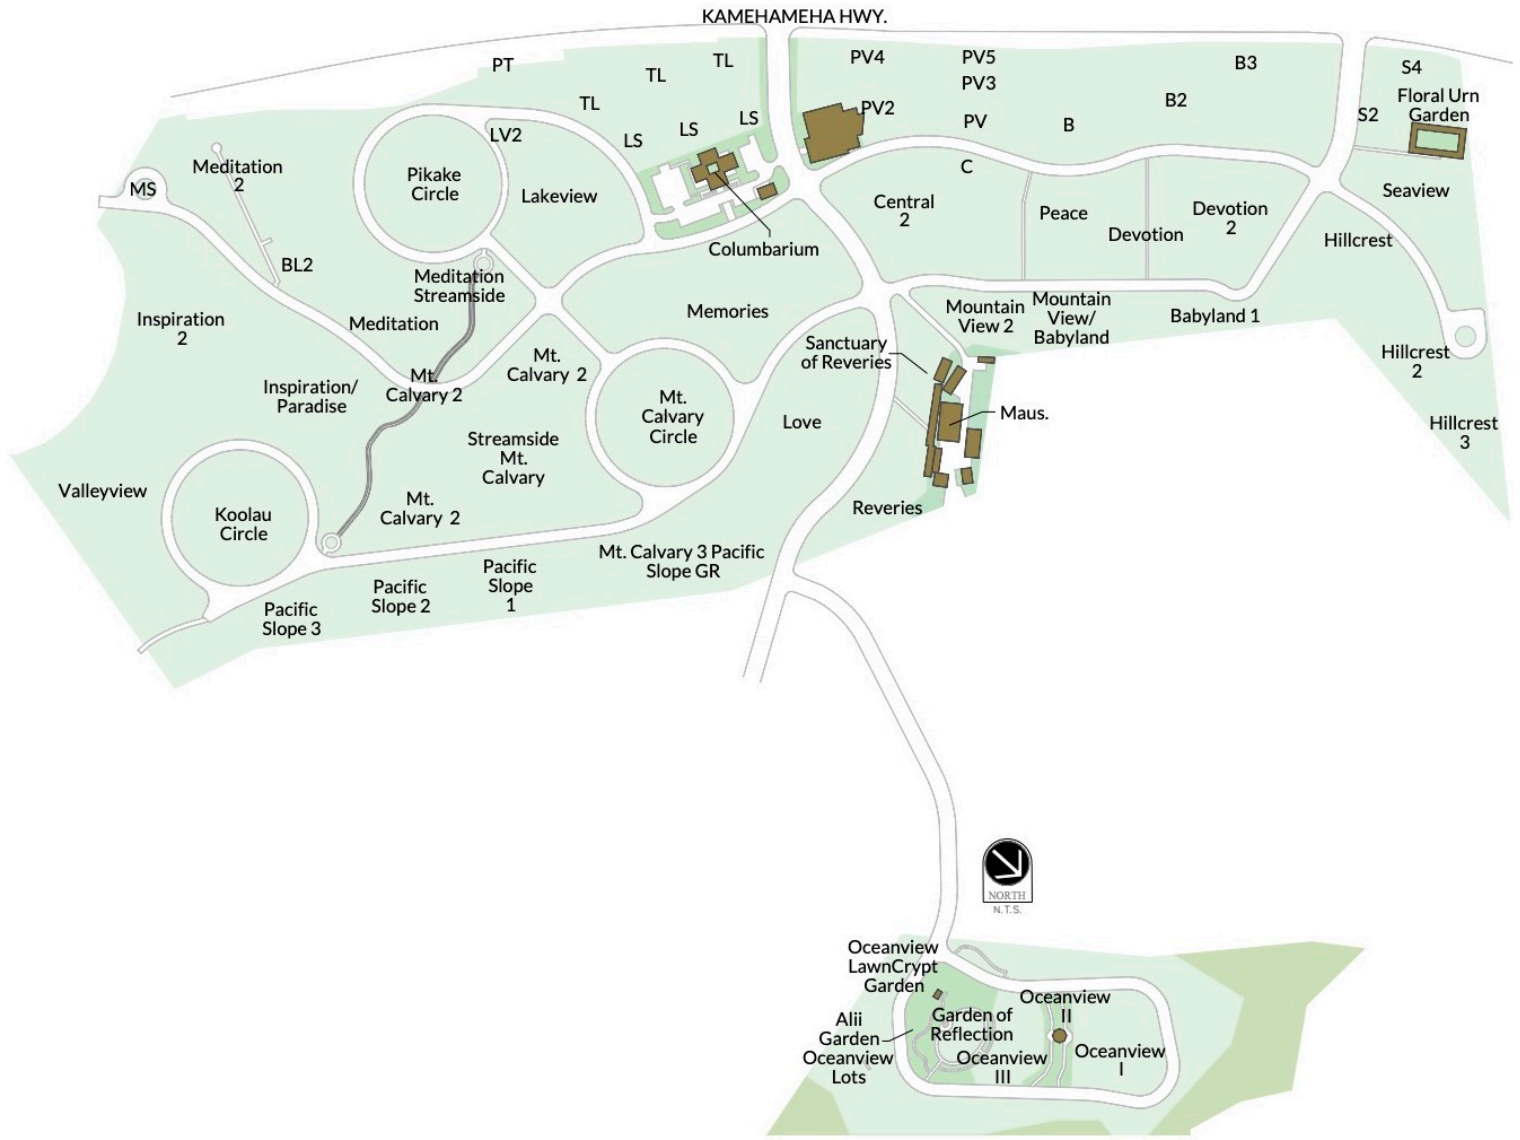 KAMEHAMEHA HWY.
PT
TL
TL
TL
PV4
PV5
PV3
B3
S4
Floral Urn
Garden
LV2
LS
LS
LS
PV2
PV
B
B2
S2
MS
Meditation
2
Pikake
Circle
Lakeview
Columbarium
C
Central
2
Peace
Devotion
Devotion
2
Seaview
Hillcrest
BL2
Meditation
Streamside
Inspiration
2
Meditation
Memories
Sanctuary
of Reveries
Mountain
View 2
Mountain
View/
Babyland
Babyland 1
Hillcrest
2
Hillcrest
3
Inspiration/
Paradise
Mt.
Calvary 2
Mt.
Calvary 2
Mt.
Calvary
Circle
Love
Maus.
Valleyview
Koolau
Circle
Streamside
Mt.
Calvary
Mt.
Calvary 2
Reveries
Mt. Calvary 3 Pacific
Slope GR
Pacific
Slope
1
Pacific
Slope 2
Pacific
Slope 3
NORTH
N.T.S.
Oceanview
LawnCrypt
Garden
Alii
Garden
Oceanview
Lots
Garden of
Reflection
Oceanview
II
Oceanview
III
Oceanview
I